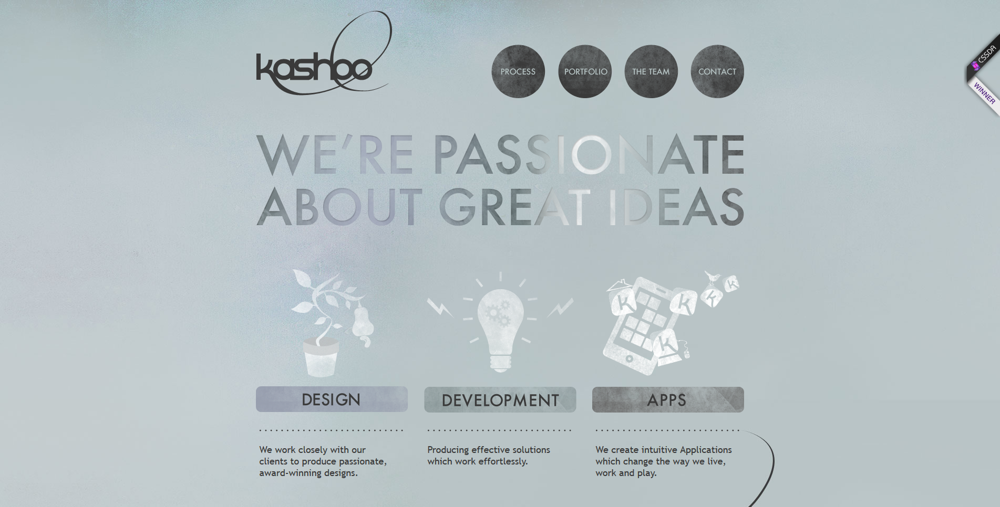 kashoo
PROCESS
PORTFOLIO
THE TEAM
CONTACT
CSSDA
WINNER
WE'RE PASSIONATE
ABOUT GREAT IDEAS
k
k
k
k
k
DESIGN
DEVELOPMENT
APPS
We work closely with our
clients to produce passionate,
award-winning designs.
Producing effective solutions
which work effortlessly.
We create intuitive Applications
which change the way we live,
work and play.